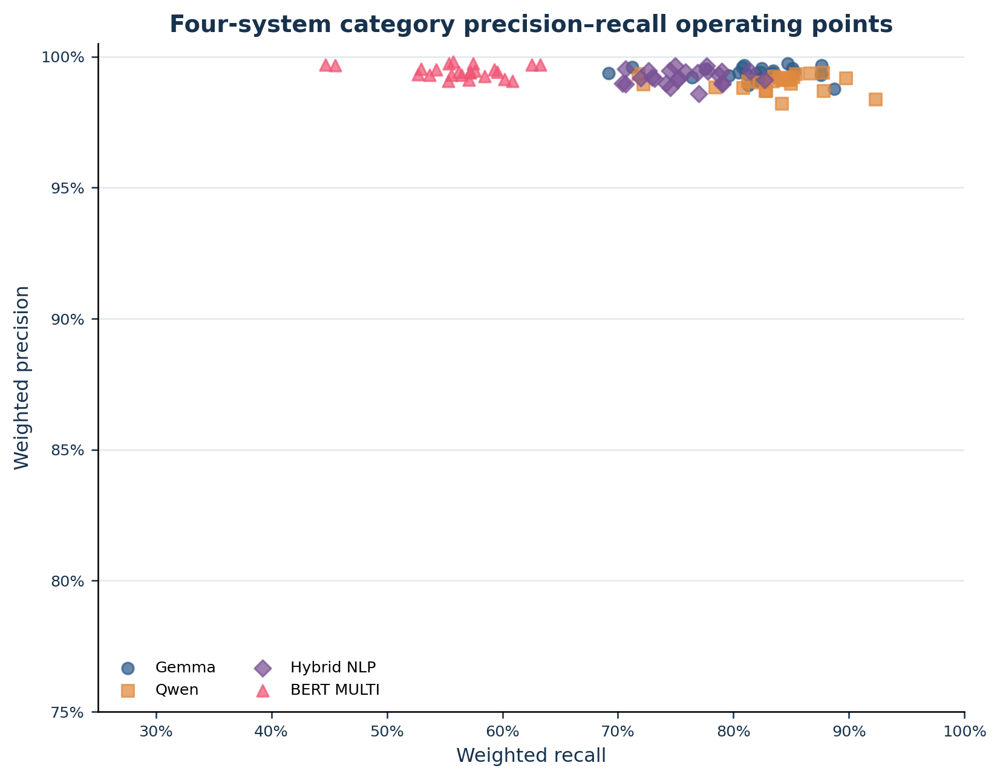 Four-system category precision–recall operating points
100%
95%
90%
85%
80%
75%
Weighted precision
Gemma
Qwen
Hybrid NLP
BERT MULTI
30%
40%
50%
60%
70%
80%
90%
100%
Weighted recall